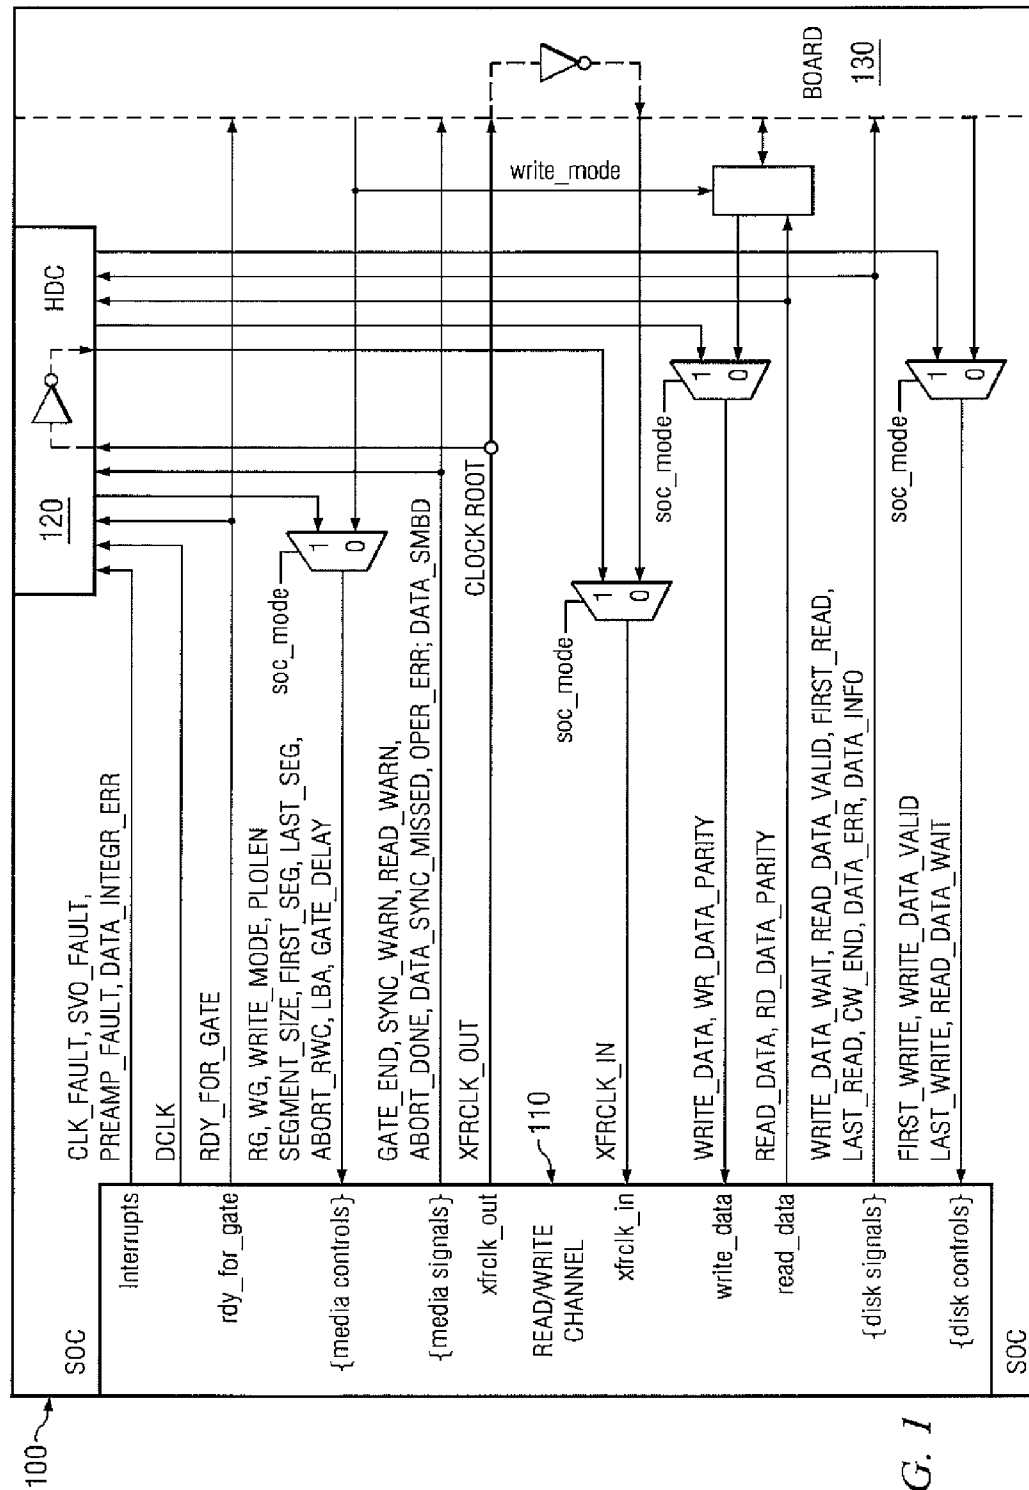 100
SOC
Interrupts
rdy_for_gate
{media controls}
{media signals}
xfrclk_out
READ/WRITE
CHANNEL
xfrclk_in
write_data
read_data
{disk signals}
{disk controls}
SOC
110
CLK_FAULT, SVO_FAULT,
PREAMP_FAULT, DATA_INTEGR_ERR
DCLK
RDY_FOR_GATE
RG, WG, WRITE_MODE, PLOLEN
SEGMENT_SIZE, FIRST_SEG, LAST_SEG,
ABORT_RWC, LBA, GATE_DELAY
GATE_END, SYNC_WARN, READ_WARN,
ABORT_DONE, DATA_SYNC_MISSED, OPER_ERR; DATA_SMBD
XFRCLK_OUT
XFRCLK_IN
WRITE_DATA, WR_DATA_PARITY
READ_DATA, RD_DATA_PARITY
WRITE_DATA_WAIT, READ_DATA_VALID, FIRST_READ,
LAST_READ, CW_END, DATA_ERR, DATA_INFO
FIRST_WRITE, WRITE_DATA_VALID
LAST_WRITE, READ_DATA_WAIT
soc_mode
1
0
CLOCK ROOT
soc_mode
1
0
soc_mode
1
0
soc_mode
1
0
120
HDC
write_mode
BOARD
130
G. 1